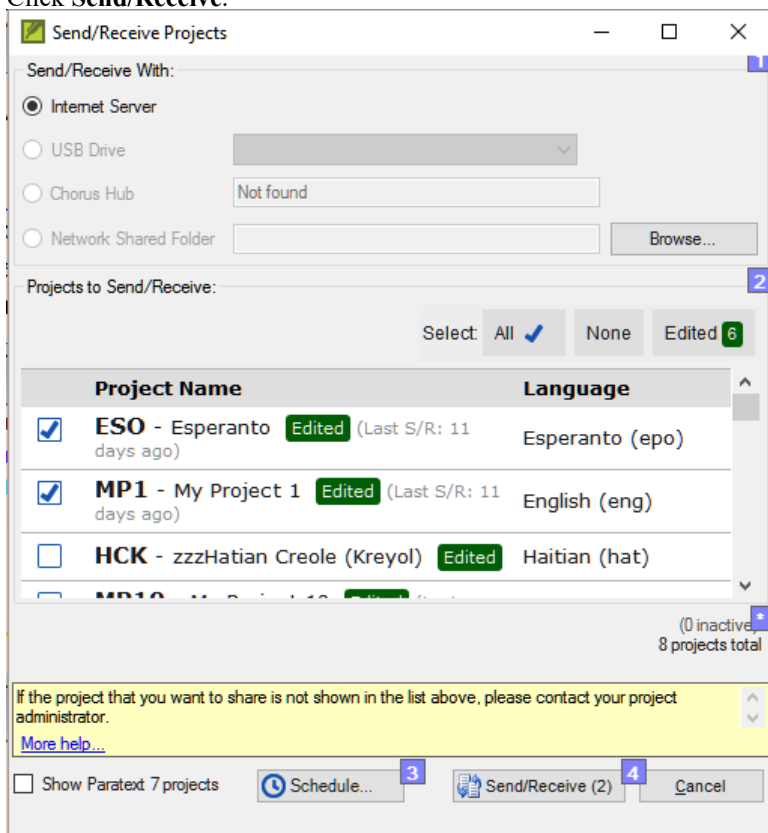 Click Send/Receive.
Send/Receive Projects
1
Send/Receive With:
Internet Server
USB Drive
Chorus Hub Not found
Network Shared Folder Browse...
2
Projects to Send/Receive:
Select: All None Edited 6
Project Name Language
ESO - Esperanto Edited (Last S/R: 11 days ago) Esperanto (epo)
MP1 - My Project 1 Edited (Last S/R: 11 days ago) English (eng)
HCK - zzzHatian Creole (Kreyol) Edited Haitian (hat)
(0 inactive) *
8 projects total
If the project that you want to share is not shown in the list above, please contact your project
administrator.
More help...
Show Paratext 7 projects Schedule... 3 Send/Receive (2) 4 Cancel